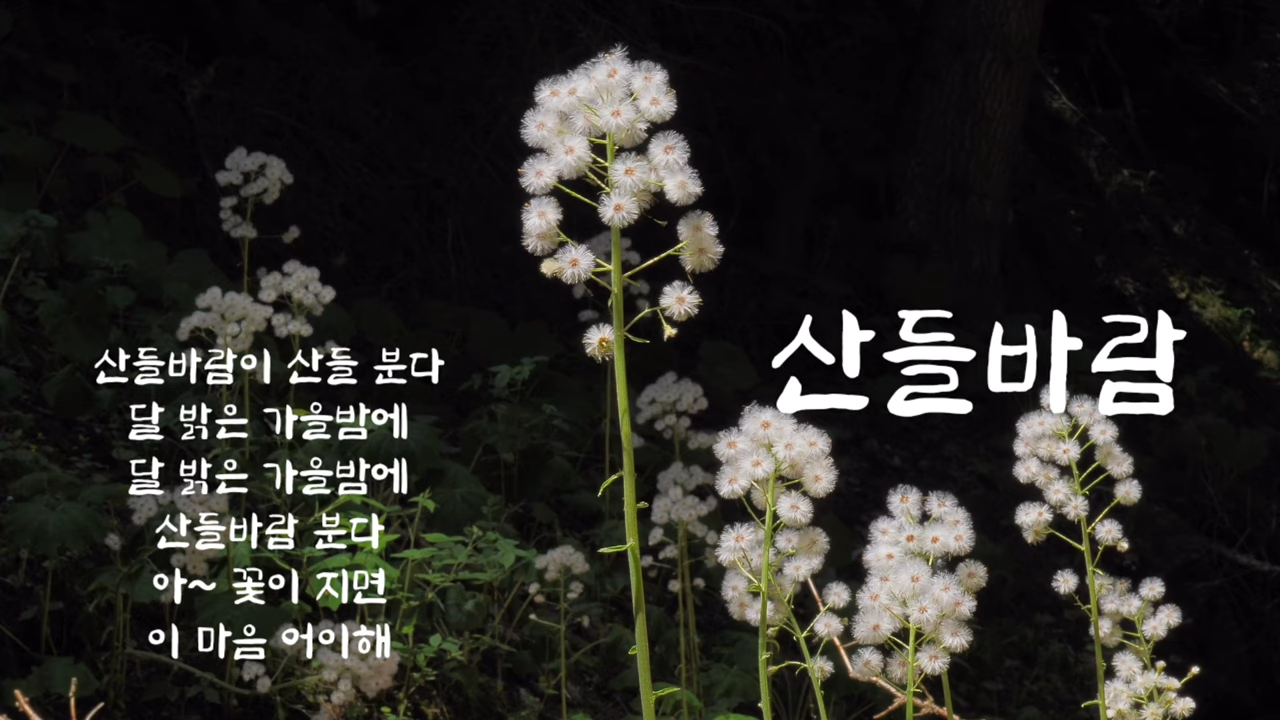 산들바람
산들바람이 산들 분다
달 밝은 가을밤에
달 밝은 가을밤에
산들바람 분다
아~ 꽃이 지면
이 마음 어이해